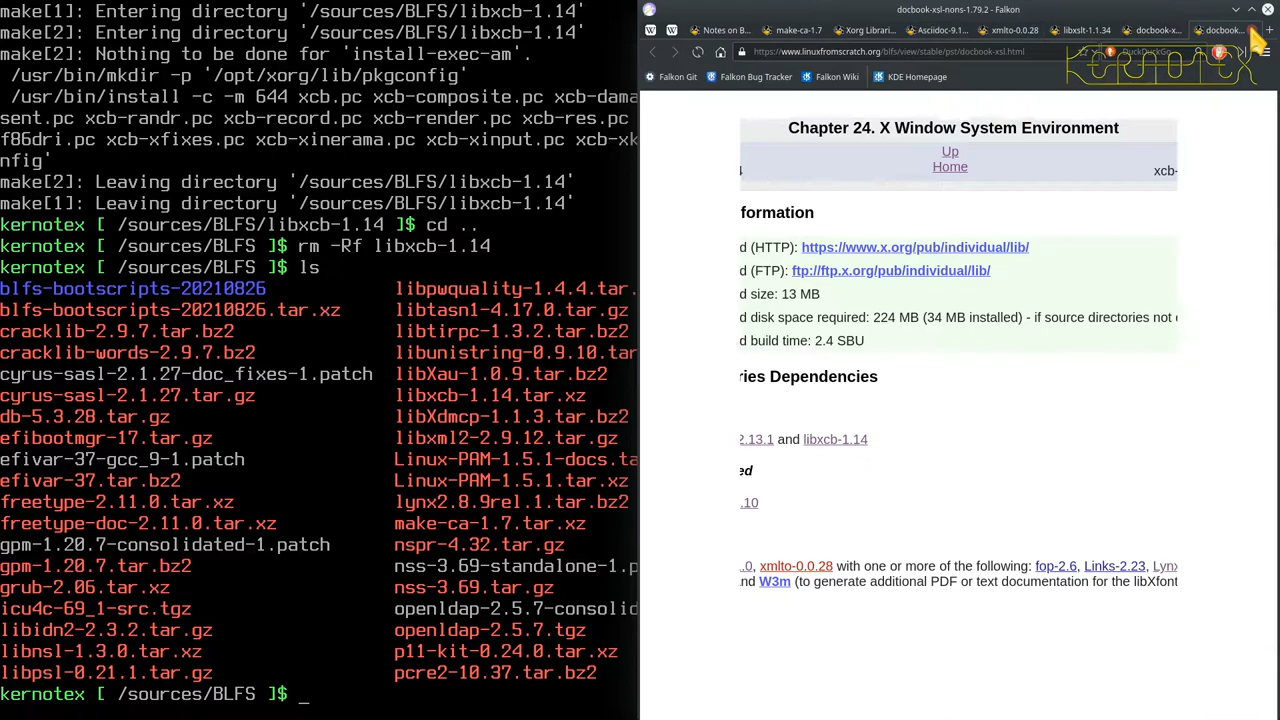 make[1]: Entering directory '/sources/BLFS/libxcb-1.14'
make[2]: Entering directory '/sources/BLFS/libxcb-1.14'
make[2]: Nothing to be done for 'install-exec-am'.
/usr/bin/mkdir -p '/opt/xorg/lib/pkgconfig'
/usr/bin/install -c -m 644 xcb.pc xcb-composite.pc xcb-dama
sent.pc xcb-randr.pc xcb-record.pc xcb-render.pc xcb-res.pc
f86dri.pc xcb-xfixes.pc xcb-xinerama.pc xcb-xinput.pc xcb-xk
nfig'
make[2]: Leaving directory '/sources/BLFS/libxcb-1.14'
make[1]: Leaving directory '/sources/BLFS/libxcb-1.14'
kernotex [ /sources/BLFS/libxcb-1.14 ]$ cd ..
kernotex [ /sources/BLFS ]$ rm -Rf libxcb-1.14
kernotex [ /sources/BLFS ]$ ls
blfs-bootscripts-20210826 libpwquality-1.4.4.tar.
blfs-bootscripts-20210826.tar.xz libtasn1-4.17.0.tar.gz
cracklib-2.9.7.tar.bz2 libtirpc-1.3.2.tar.bz2
cracklib-words-2.9.7.bz2 libunistring-0.9.10.tar
cyrus-sasl-2.1.27-doc_fixes-1.patch libXau-1.0.9.tar.bz2
cyrus-sasl-2.1.27.tar.gz libxcb-1.14.tar.xz
db-5.3.28.tar.gz libXdmcp-1.1.3.tar.bz2
efibootmgr-17.tar.gz libxml2-2.9.12.tar.gz
efivar-37-gcc_9-1.patch Linux-PAM-1.5.1-docs.ta
efivar-37.tar.bz2 Linux-PAM-1.5.1.tar.xz
freetype-2.11.0.tar.xz lynx2.8.9rel.1.tar.bz2
freetype-doc-2.11.0.tar.xz make-ca-1.7.tar.xz
gpm-1.20.7-consolidated-1.patch nspr-4.32.tar.gz
gpm-1.20.7.tar.bz2 nss-3.69-standalone-1.p
grub-2.06.tar.xz nss-3.69.tar.gz
icu4c-69_1-src.tgz openldap-2.5.7-consolid
libidn2-2.3.2.tar.gz openldap-2.5.7.tgz
libnsl-1.3.0.tar.xz p11-kit-0.24.0.tar.xz
libpsl-0.21.1.tar.gz pcre2-10.37.tar.bz2
kernotex [ /sources/BLFS ]$ _
docbook-xsl-nons-1.79.2 - Falkon
Notes on B... make-ca-1.7 Xorg Librari... Asciidoc-9.1... xmlto-0.0.28 libxslt-1.1.34 docbook-x... docbook...
https://www.linuxfromscratch.org/blfs/view/stable/pst/docbook-xsl.html DuckDuckGo
kernotex
Falkon Git Falkon Bug Tracker Falkon Wiki KDE Homepage
Chapter 24. X Window System Environment
Up
Home
4 xcb-
formation
d (HTTP): https://www.x.org/pub/individual/lib/
d (FTP): ftp://ftp.x.org/pub/individual/lib/
d size: 13 MB
d disk space required: 224 MB (34 MB installed) - if source directories not
d build time: 2.4 SBU
ries Dependencies
2.13.1 and libxcb-1.14
ed
.10
.0, xmlto-0.0.28 with one or more of the following: fop-2.6, Links-2.23, Lynx
nd W3m (to generate additional PDF or text documentation for the libXfont